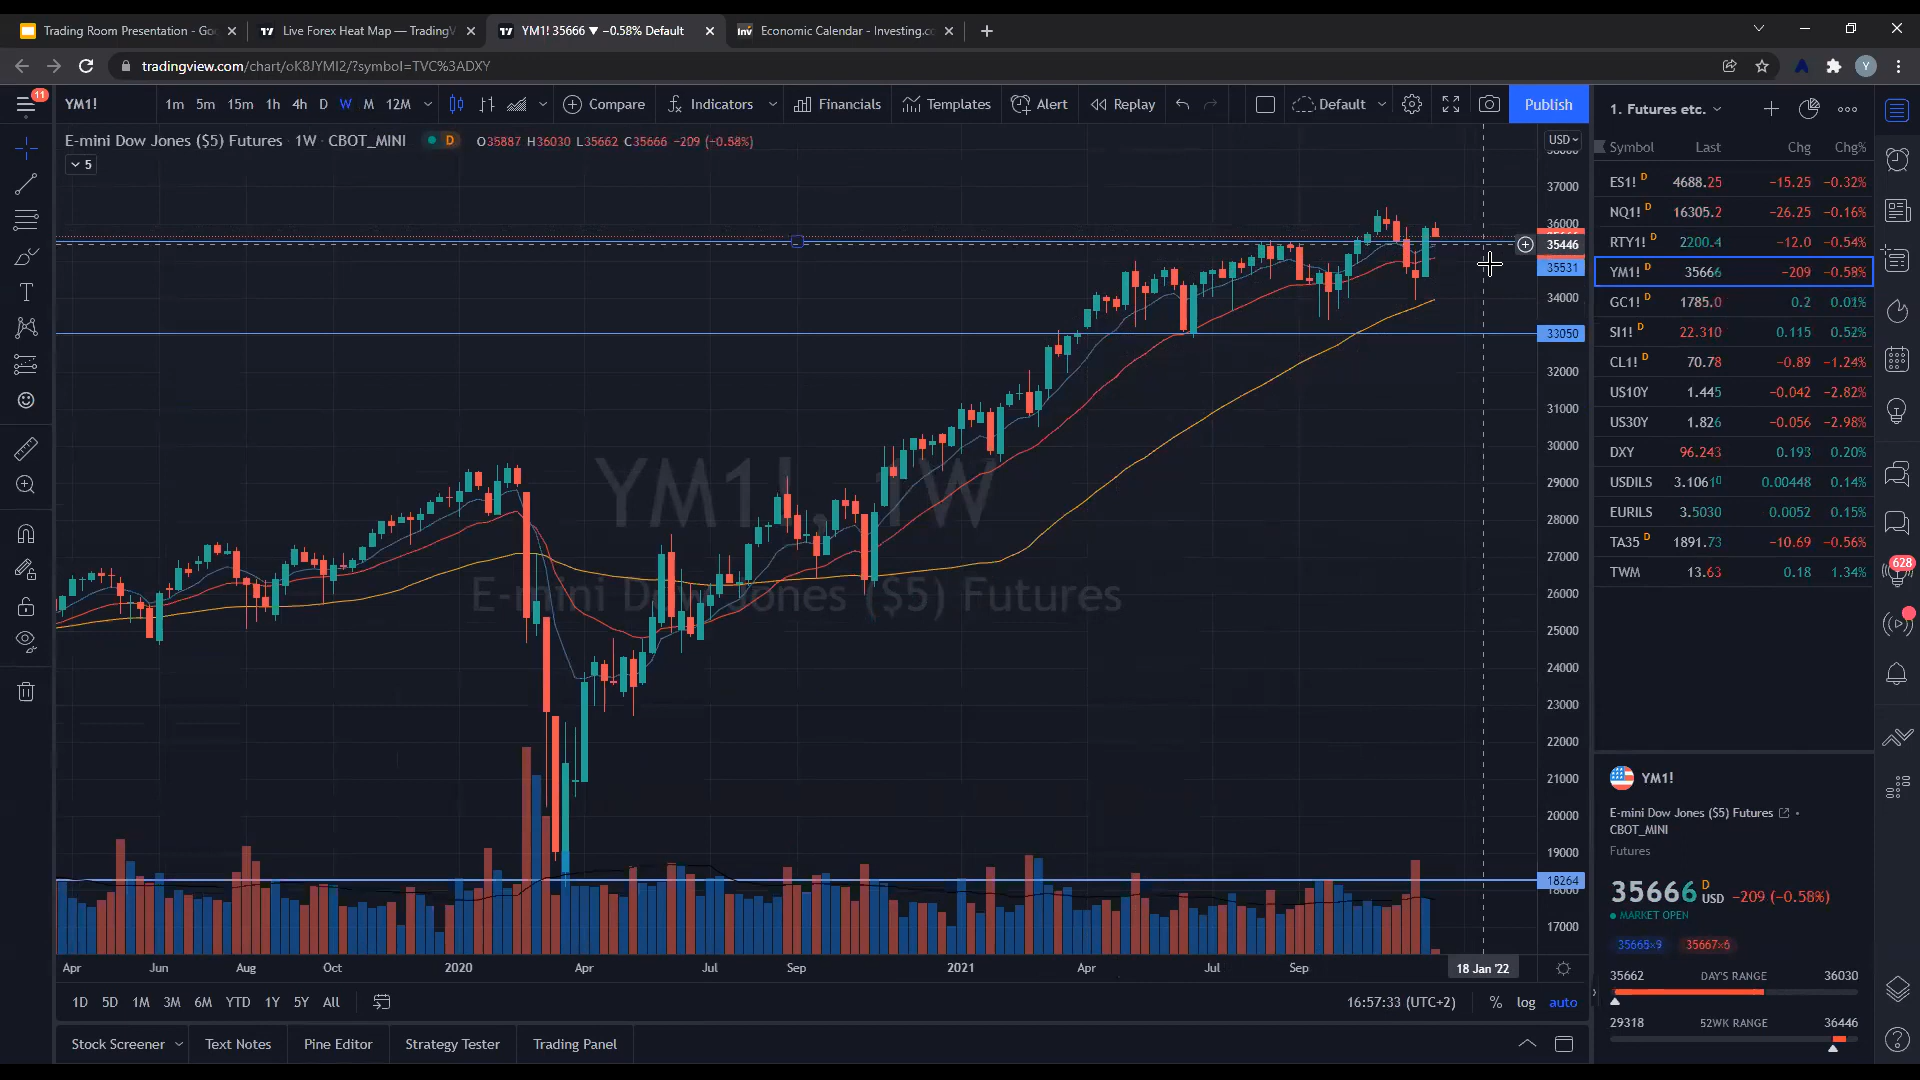 Trading Room Presentation - Goo
Live Forex Heat Map — TradingV
YM1! 35666 ▼ −0.58% Default
Economic Calendar - Investing.co
tradingview.com/chart/oK8JYMI2/?symbol=TVC%3ADXY
11
YM1!
1m 5m 15m 1h 4h D W M 12M
Compare
Indicators
Financials
Templates
Alert
Replay
Default
Publish
E-mini Dow Jones ($5) Futures · 1W · CBOT_MINI
D
O35887 H36030 L35662 C35666 −209 (−0.58%)
5
USD
37000
36000
35446
35531
34000
33050
32000
31000
30000
29000
28000
27000
26000
25000
24000
23000
22000
21000
20000
19000
18264
18000
17000
YM1!, 1W
E-mini Dow Jones ($5) Futures
Apr Jun Aug Oct 2020 Apr Jul Sep 2021 Apr Jul Sep 18 Jan '22
1D 5D 1M 3M 6M YTD 1Y 5Y All
16:57:33 (UTC+2)
% log auto
Stock Screener
Text Notes
Pine Editor
Strategy Tester
Trading Panel
1. Futures etc.
Symbol Last Chg Chg%
ES1! D 4688.25 −15.25 −0.32%
NQ1! D 16305.2 −26.25 −0.16%
RTY1! D 2200.4 −12.0 −0.54%
YM1! D 35666 −209 −0.58%
GC1! D 1785.0 0.2 0.01%
SI1! D 22.310 0.115 0.52%
CL1! D 70.78 −0.89 −1.24%
US10Y 1.445 −0.042 −2.82%
US30Y 1.826 −0.056 −2.98%
DXY 96.243 0.193 0.20%
USDILS 3.10610 0.00448 0.14%
EURILS 3.5030 0.0052 0.15%
TA35 D 1891.73 −10.69 −0.56%
TWM 13.63 0.18 1.34%
YM1!
E-mini Dow Jones ($5) Futures ·
CBOT_MINI
Futures
35666 D USD −209 (−0.58%)
MARKET OPEN
35665×9 35667×6
35662 DAY'S RANGE 36030
29318 52WK RANGE 36446
628
Y